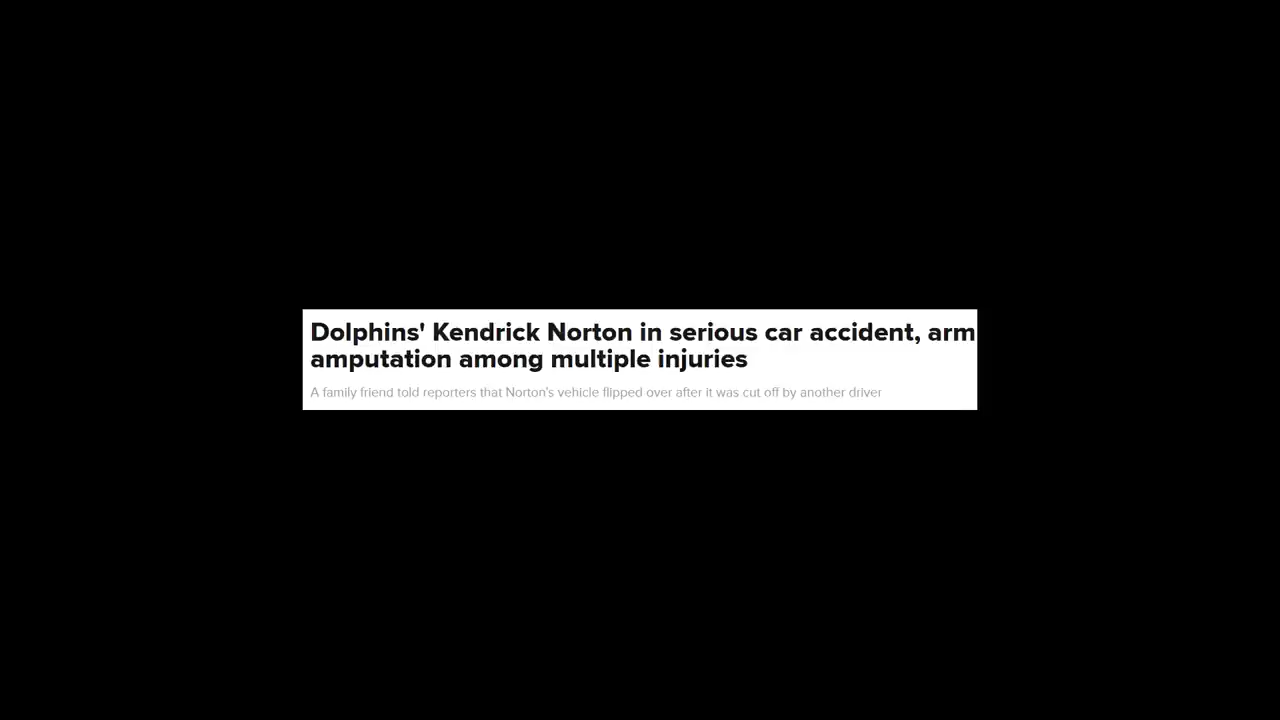 Dolphins' Kendrick Norton in serious car accident, arm
amputation among multiple injuries
A family friend told reporters that Norton's vehicle flipped over after it was cut off by another driver